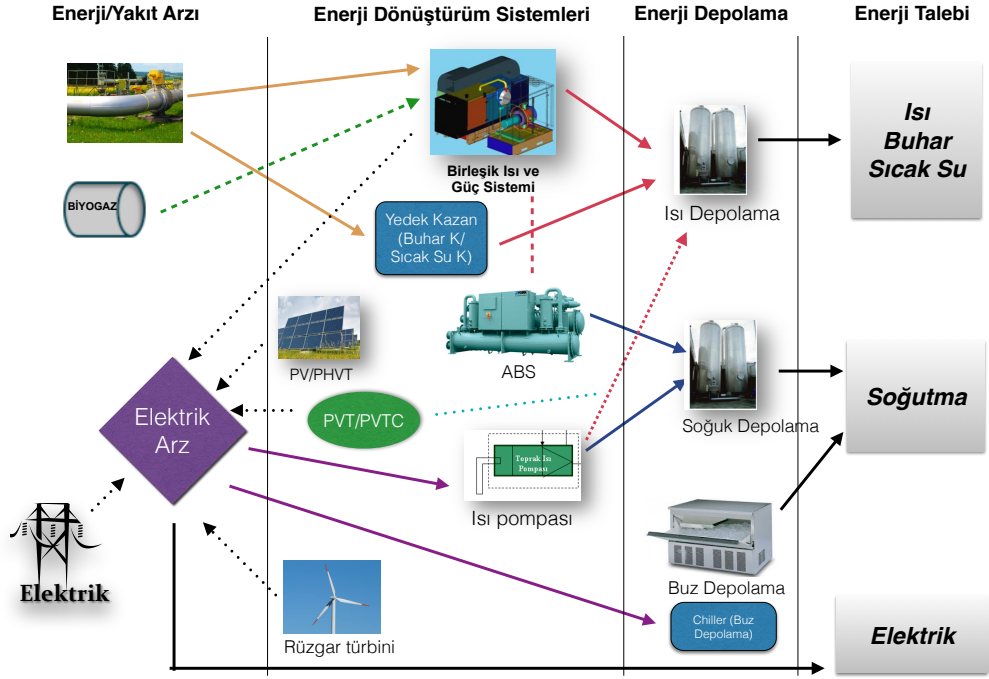 Enerji/Yakıt Arzı
Enerji Dönüştürüm Sistemleri
Enerji Depolama
Enerji Talebi
BİYOGAZ
Birleşik Isı ve
Güç Sistemi
Yedek Kazan
(Buhar K/
Sıcak Su K)
Isı Depolama
Isı
Buhar
Sıcak Su
PV/PHVT
ABS
Elektrik
Arz
PVT/PVTC
Soğuk Depolama
Soğutma
Toprak Isı
Pompası
Isı pompası
Elektrik
Rüzgar türbini
Buz Depolama
Chiller (Buz
Depolama)
Elektrik